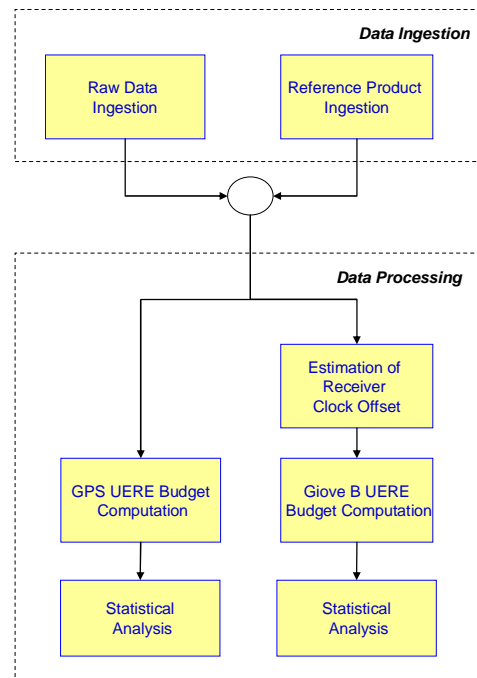 Data Ingestion
Raw Data
Ingestion
Reference Product
Ingestion
Data Processing
Estimation of
Receiver
Clock Offset
GPS UERE Budget
Computation
Giove B UERE
Budget Computation
Statistical
Analysis
Statistical
Analysis